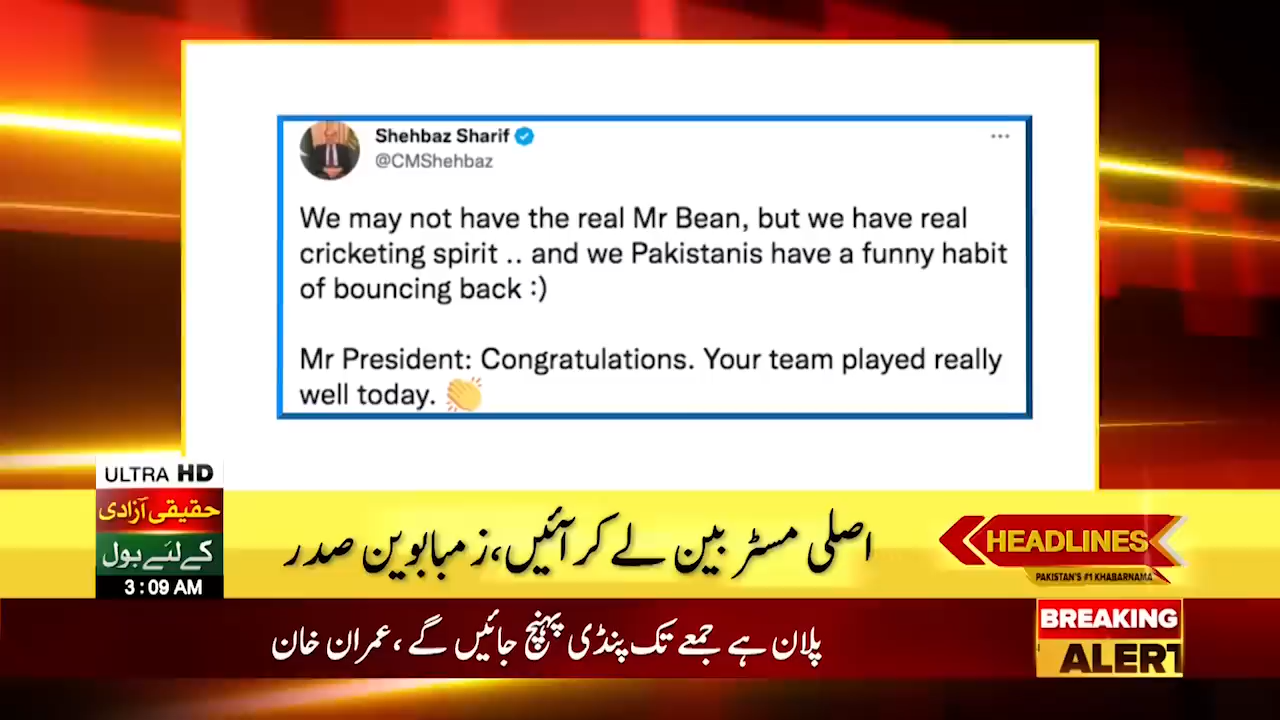 Shehbaz Sharif
@CMShehbaz
We may not have the real Mr Bean, but we have real
cricketing spirit .. and we Pakistanis have a funny habit
of bouncing back :)
Mr President: Congratulations. Your team played really
well today. 👏
ULTRA HD
حقیقی آزادی
کے لئے بول
3:09 AM
اصلی مسٹر بین لے کر آئیں، زمبابوین صدر
HEADLINES
PAKISTAN'S #1 KHABARNAMA
پلان ہے جمعے تک پنڈی پہنچ جائیں گے، عمران خان
BREAKING
ALERT